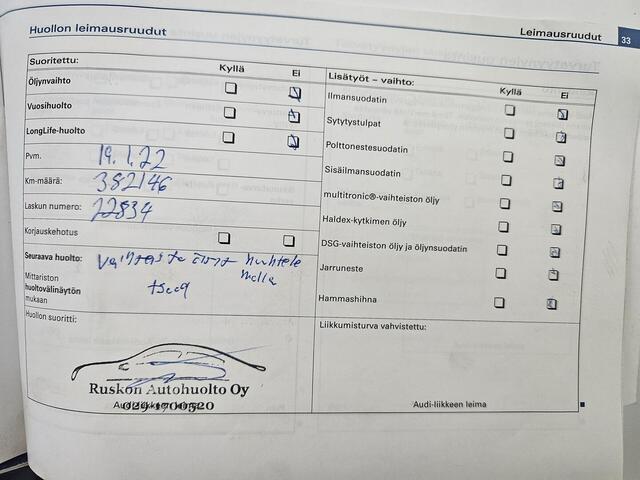 Huollon leimausruudut
Leimausruudut 33
Suoritettu: Kyllä Ei
Öljynvaihto
Vuosihuolto
LongLife-huolto
Pvm. 19.1.22
Km-määrä: 382146
Laskun numero: 22834
Korjauskehotus
Seuraava huolto:
Mittariston
huoltovälinäytön
mukaan
Huollon suoritti:
Ruskon Autohuolto Oy
029 1700520
Lisätyöt – vaihto: Kyllä Ei
Ilmansuodatin
Sytytystulpat
Polttonestesuodatin
Sisäilmansuodatin
multitronic®-vaihteiston öljy
Haldex-kytkimen öljy
DSG-vaihteiston öljy ja öljynsuodatin
Jarruneste
Hammashihna
Liikkumisturva vahvistettu:
Audi-liikkeen leima